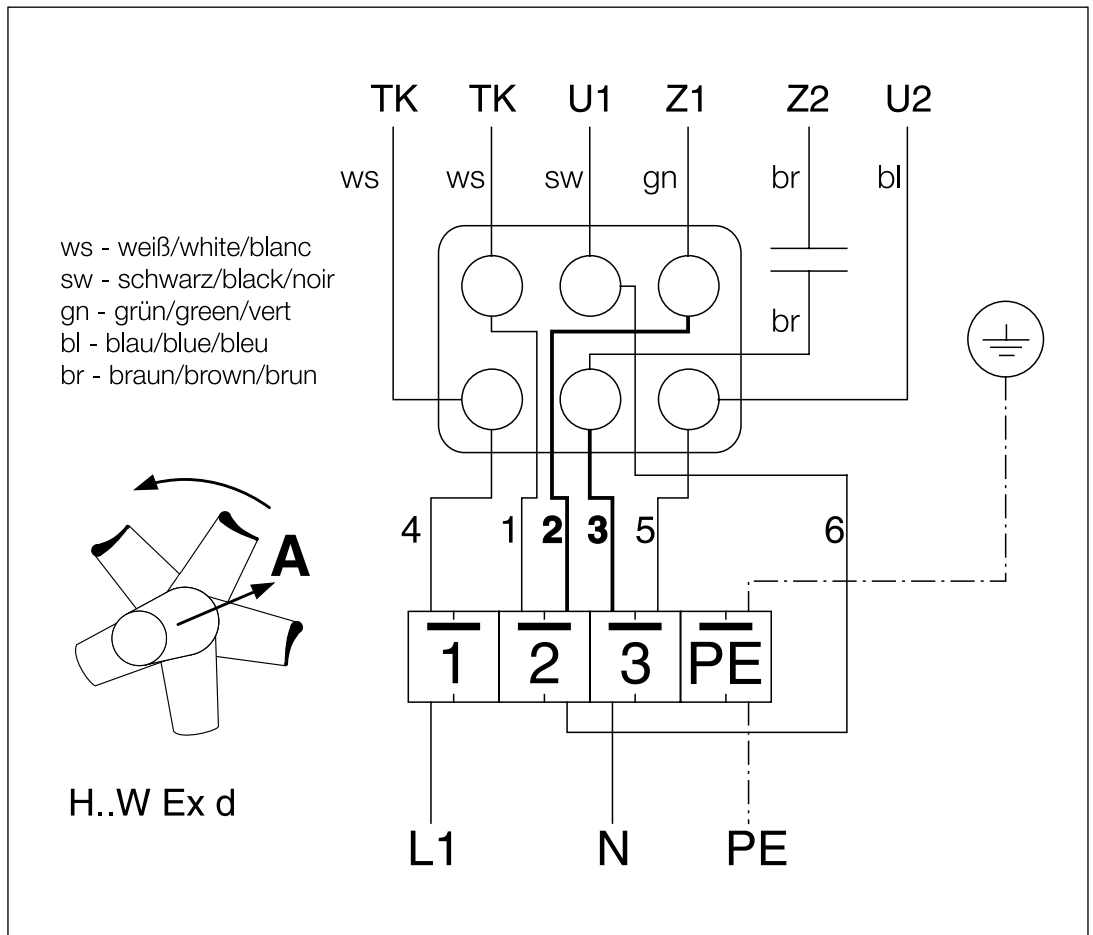 TK TK U1 Z1 Z2 U2
ws ws sw gn br bl
ws - weiß/white/blanc
sw - schwarz/black/noir
gn - grün/green/vert
bl - blau/blue/bleu
br - braun/brown/brun
br
4 1 2 3 5 6
A
1 2 3 PE
H..W Ex d
L1 N PE